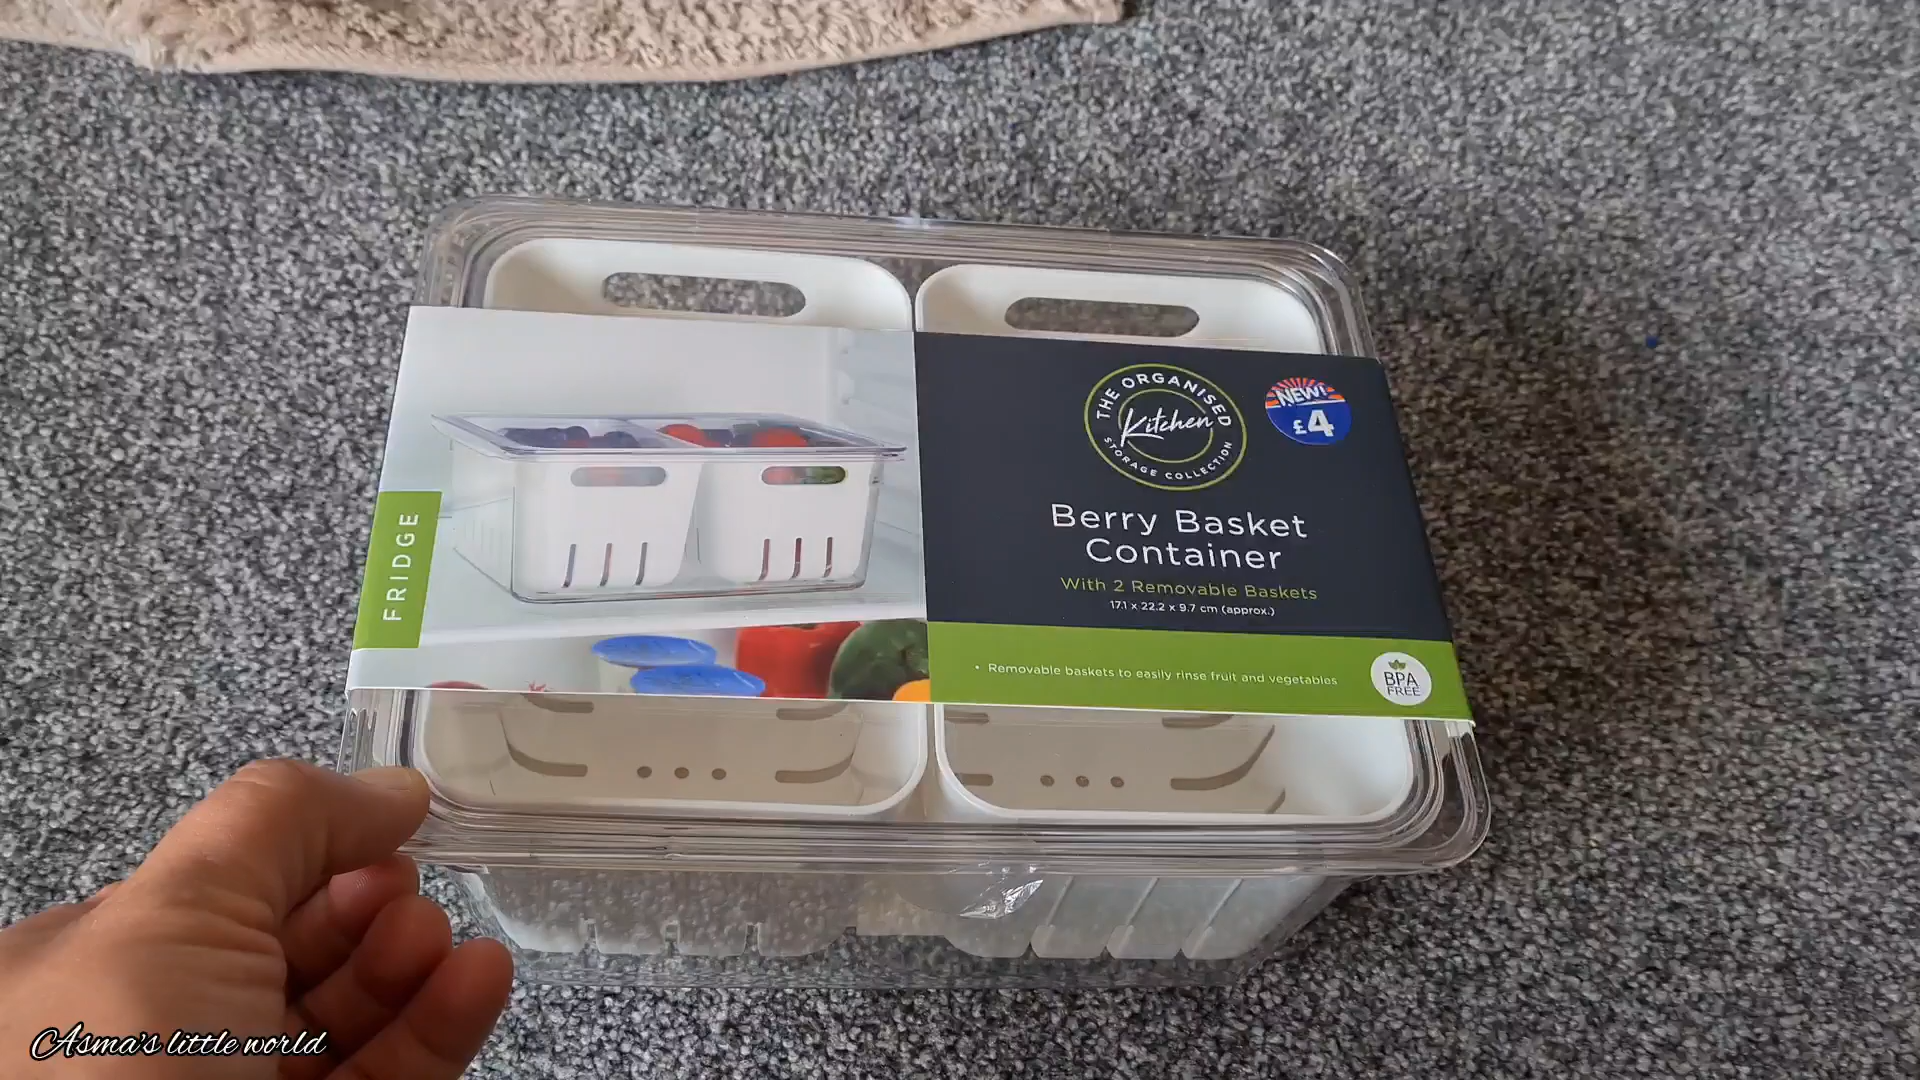 THE ORGANISED
Kitchen
STORAGE COLLECTION
NEW!
£4
Berry Basket
Container
With 2 Removable Baskets
17.1 x 22.2 x 9.7 cm (approx.)
FRIDGE
• Removable baskets to easily rinse fruit and vegetables
BPA
FREE
Asma's little world